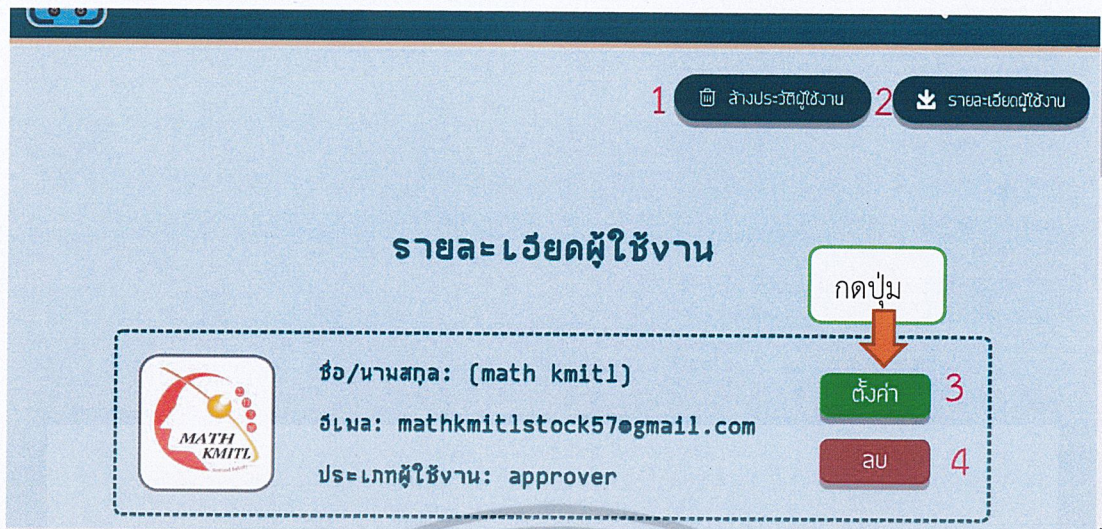 1 ล้างประวัติผู้ใช้งาน 2 รายละเอียดผู้ใช้งาน
รายละเอียดผู้ใช้งาน
กดปุ่ม
ชื่อ/นามสกุล: (math kmitl)
ตั้งค่า 3
อีเมล: mathkmitlstock57@gmail.com
MATH
KMITL
ลบ 4
ประเภทผู้ใช้งาน: approver